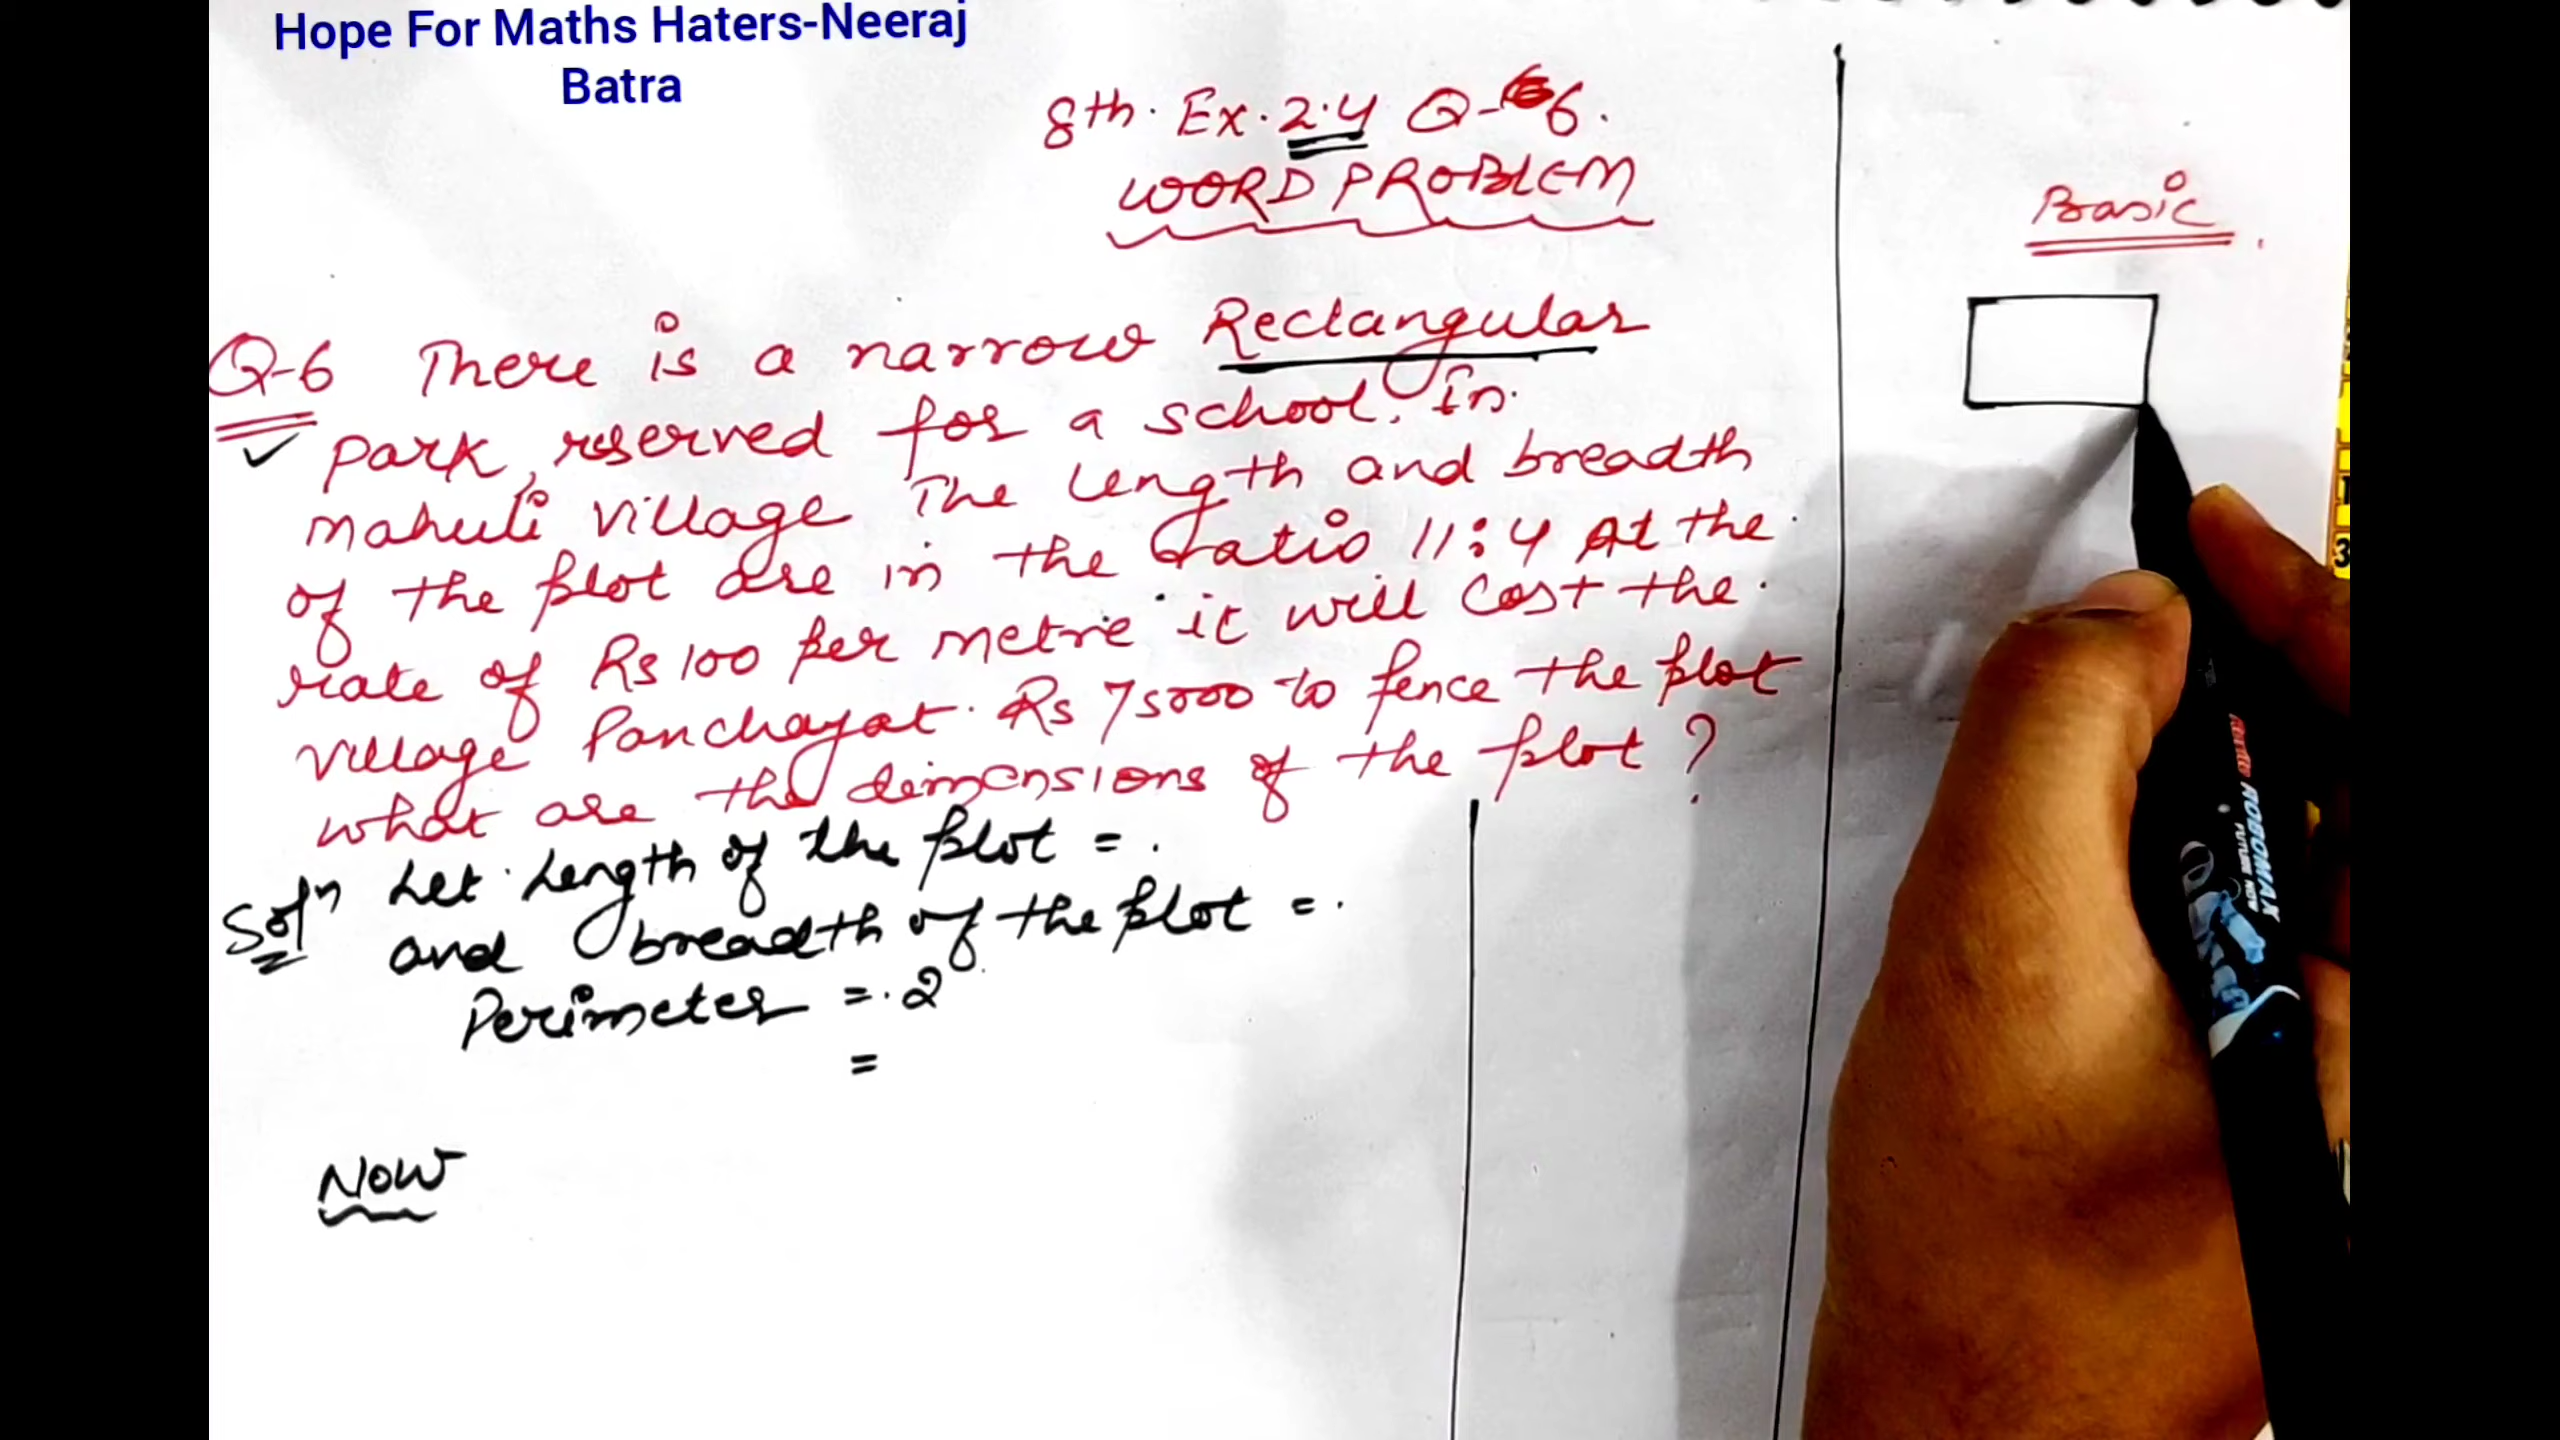 Hope For Maths Haters-Neeraj
Batra
8th. Ex. 2.4 Q-6.
WORD PROBLEM
Basic
Q-6 There is a narrow Rectangular
park, reserved for a school. In
Mahuli village The length and breadth
of the plot are in the ratio 11:4 At the
rate of Rs 100 per metre it will cost the
village Panchayat Rs 75000 to fence the plot
what are the dimensions of the plot?
Soln Let Length of the plot =
and breadth of the plot =
Perimeter = 2
=
Now
ROBOMAX